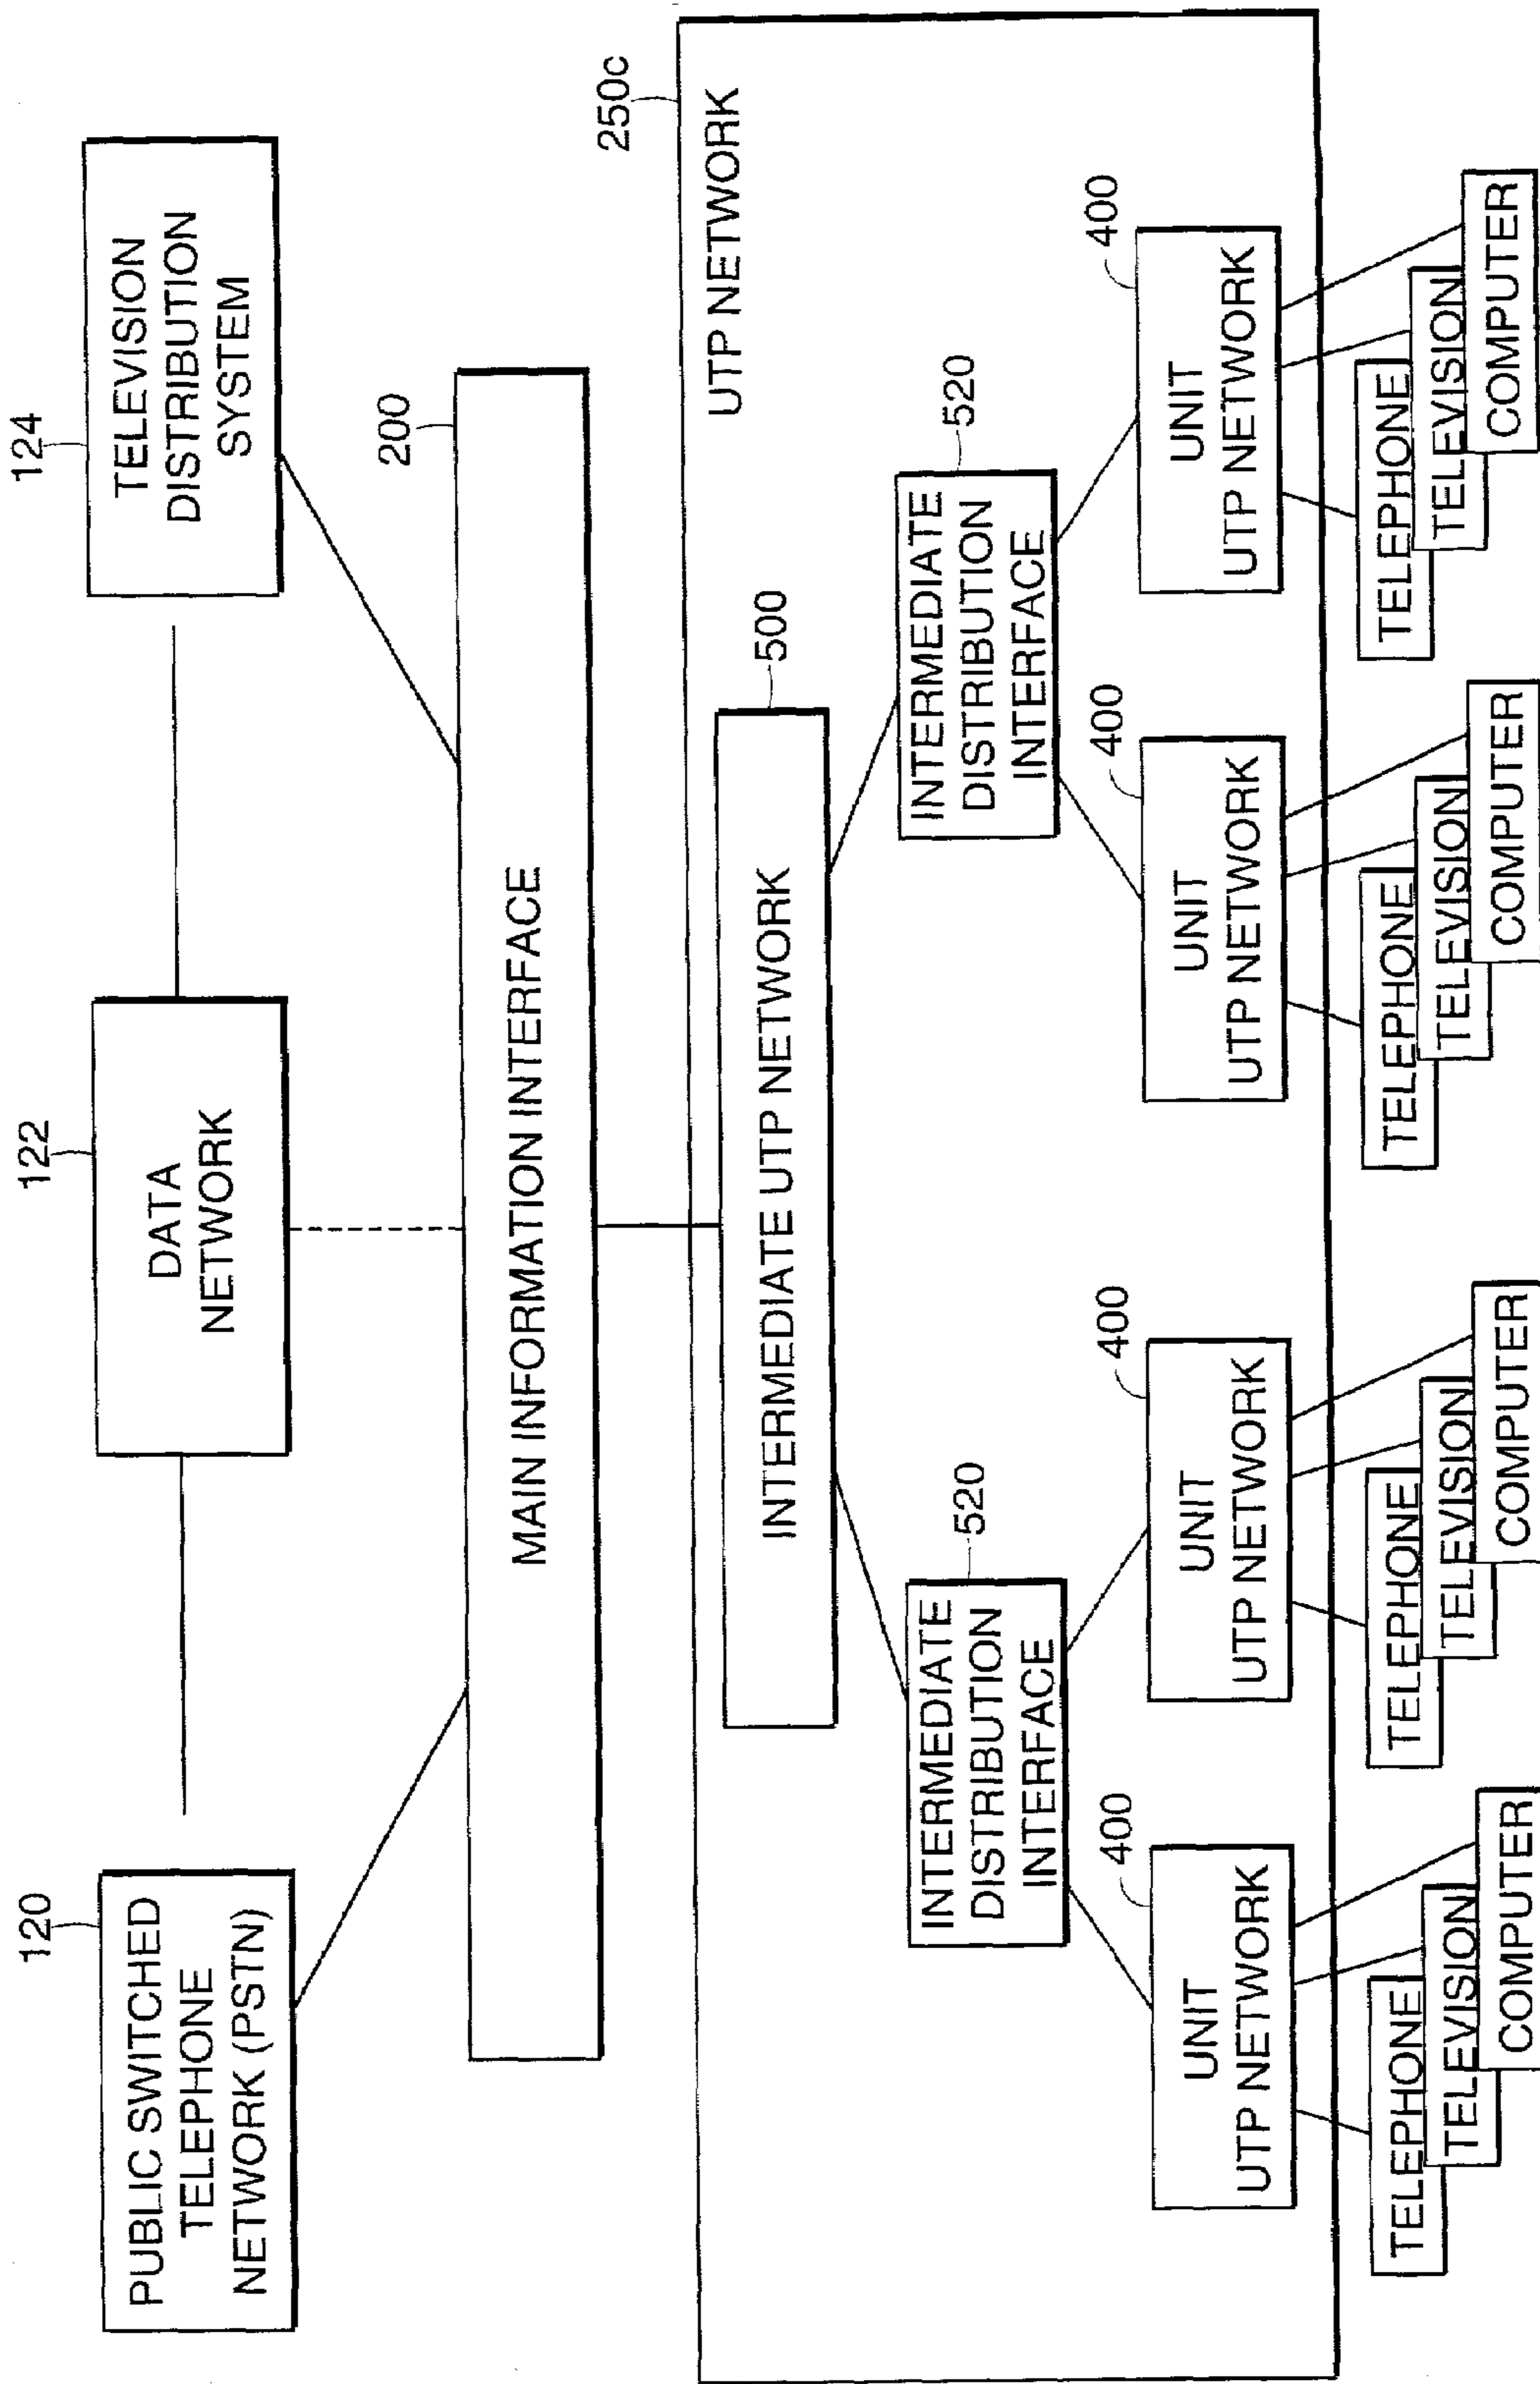 120
122
124
PUBLIC SWITCHED
TELEPHONE
NETWORK (PSTN)
DATA
NETWORK
TELEVISION
DISTRIBUTION
SYSTEM
200
MAIN INFORMATION INTERFACE
250c
UTP NETWORK
500
INTERMEDIATE UTP NETWORK
520
INTERMEDIATE
DISTRIBUTION
INTERFACE
520
INTERMEDIATE
DISTRIBUTION
INTERFACE
400
UNIT
UTP NETWORK
400
UNIT
UTP NETWORK
400
UNIT
UTP NETWORK
400
UNIT
UTP NETWORK
TELEPHONE
TELEVISION
COMPUTER
TELEPHONE
TELEVISION
COMPUTER
TELEPHONE
TELEVISION
COMPUTER
TELEPHONE
TELEVISION
COMPUTER